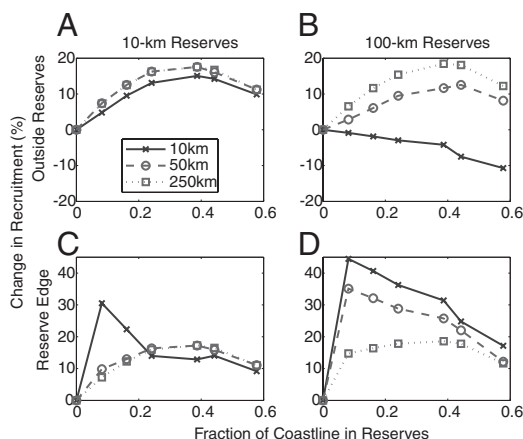 A
10-km Reserves
B
100-km Reserves
Change in Recruitment (%)
Outside Reserves
Reserve Edge
20
10
0
-10
-20
0
0.2
0.4
0.6
10km
50km
250km
20
10
0
-10
-20
0
0.2
0.4
0.6
C
40
30
20
10
0
0
0.2
0.4
0.6
D
40
30
20
10
0
0
0.2
0.4
0.6
Fraction of Coastline in Reserves